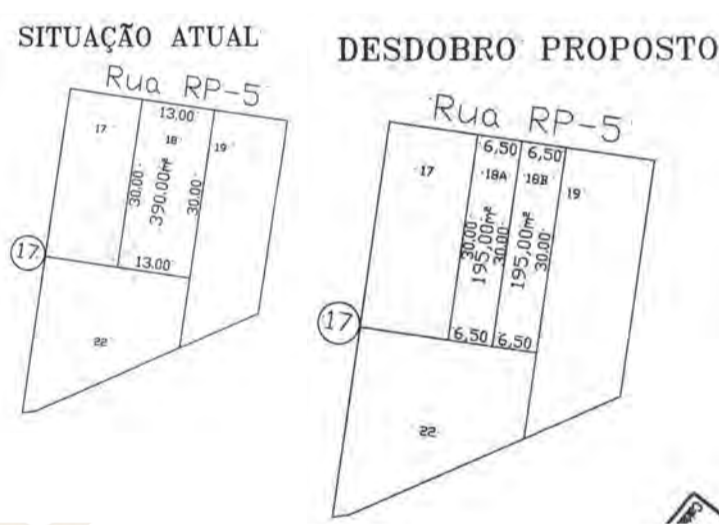 SITUAÇÃO ATUAL
Rua RP-5
13.00
17
18
19
30.00
390.00m²
30.00
17
13.00
22
DESDOBRO PROPOSTO
Rua RP-5
6,50 6,50
17
18A
18B
19
30.00
195,00m²
30.00
195,00m²
30.00
17
6,50 6,50
22